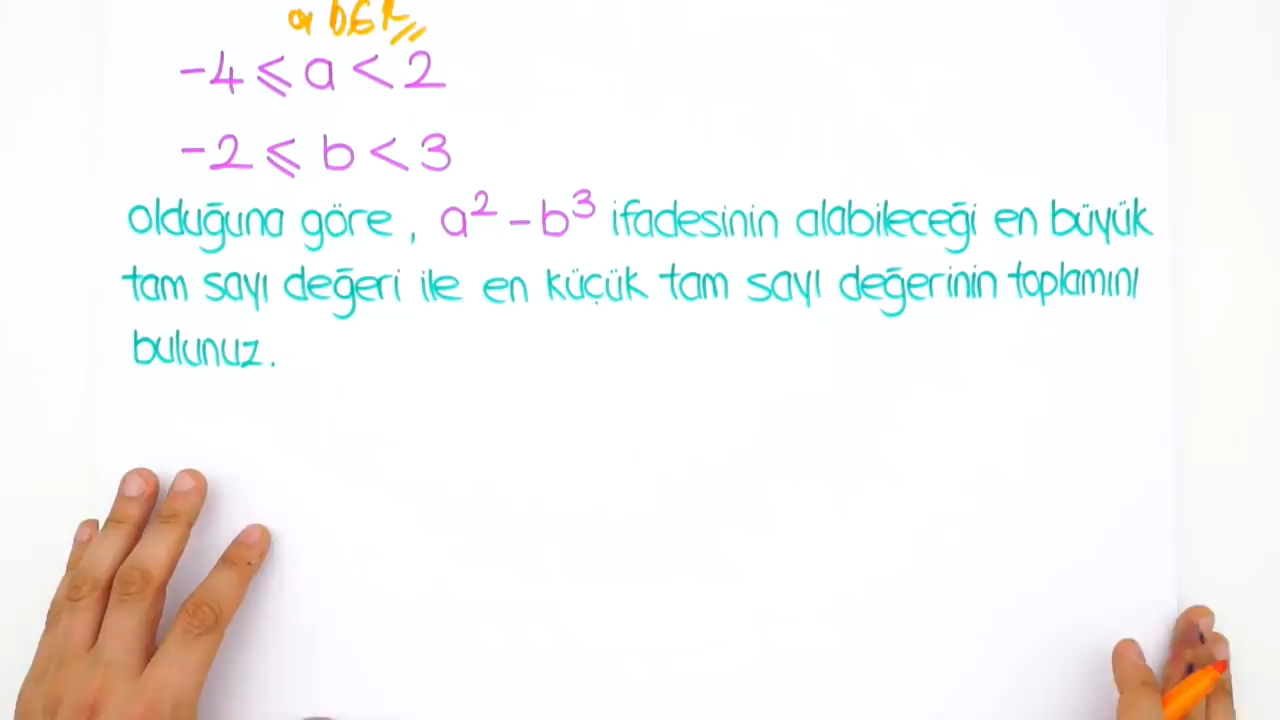 a b ∈ R
-4 ⩽ a < 2
-2 ⩽ b < 3
olduğuna göre, a² - b³ ifadesinin alabileceği en büyük
tam sayı değeri ile en küçük tam sayı değerinin toplamını
bulunuz.